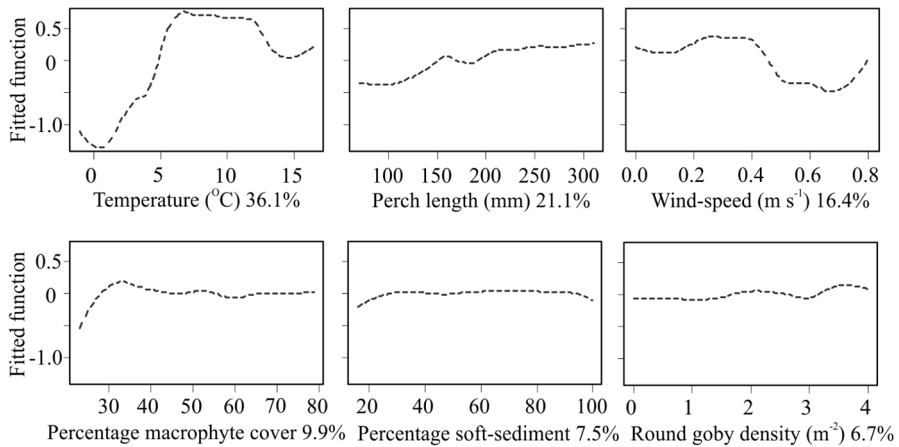 Fitted function
0.5
0
-1.0
0 5 10 15
Temperature (°C) 36.1%
100 150 200 250 300
Perch length (mm) 21.1%
0.0 0.2 0.4 0.6 0.8
Wind-speed (m s⁻¹) 16.4%
Fitted function
0.5
0
-1.0
30 40 50 60 70 80
Percentage macrophyte cover 9.9%
20 40 60 80 100
Percentage soft-sediment 7.5%
0 1 2 3 4
Round goby density (m⁻²) 6.7%